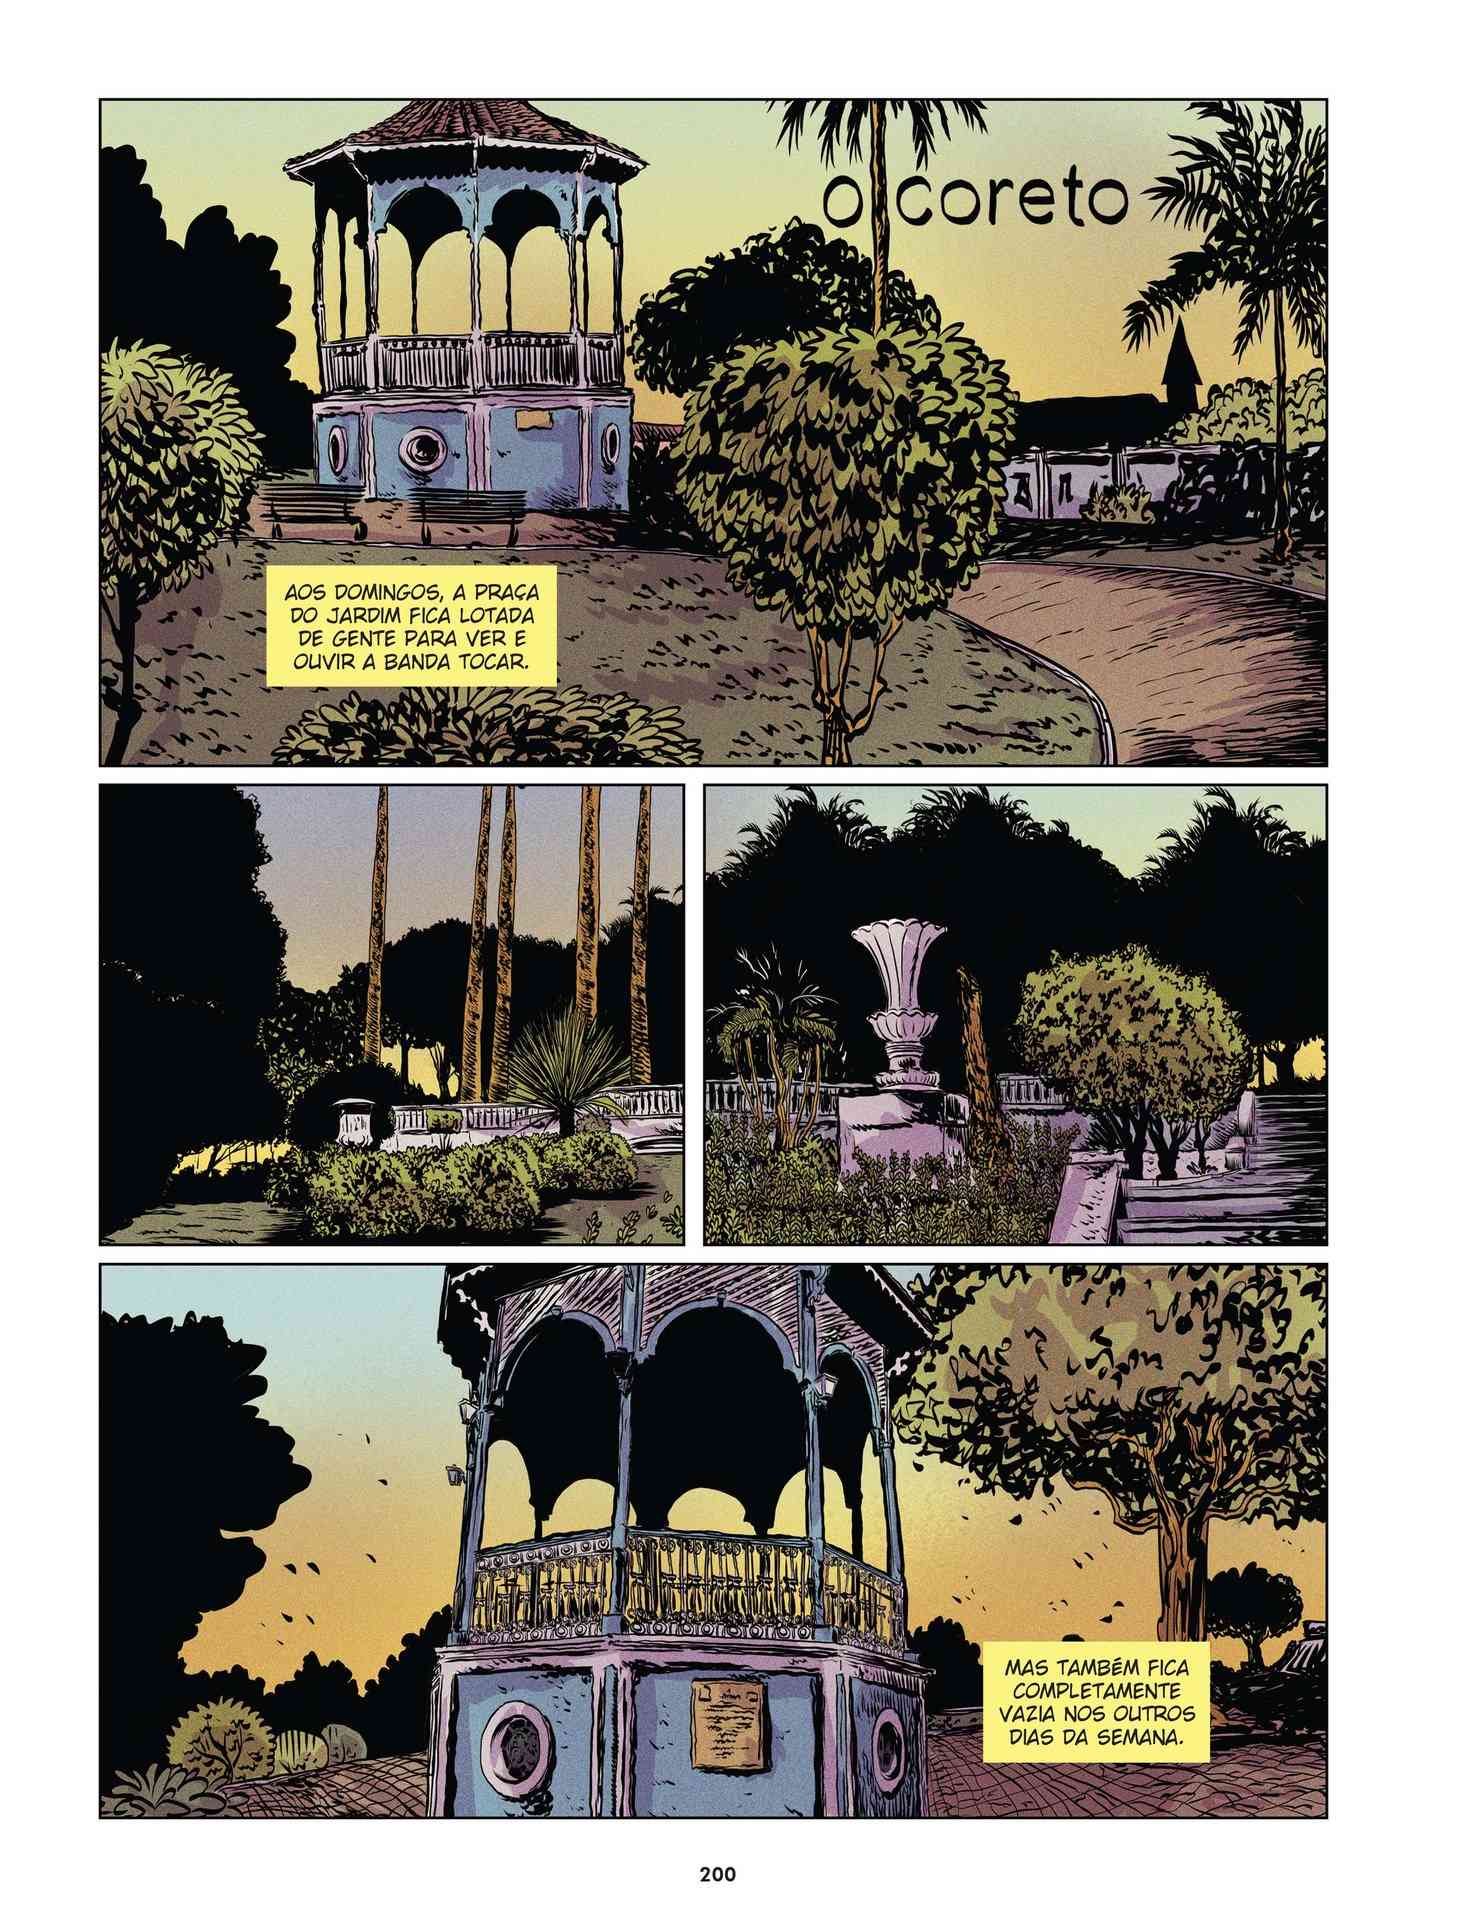 o coreto
AOS DOMINGOS, A PRAÇA
DO JARDIM FICA LOTADA
DE GENTE PARA VER E
OUVIR A BANDA TOCAR.
MAS TAMBÉM FICA
COMPLETAMENTE
VAZIA NOS OUTROS
DIAS DA SEMANA.
200